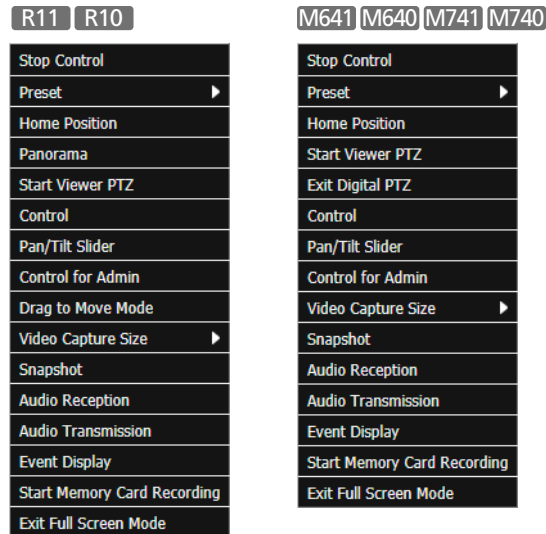 R11 R10
Stop Control
Preset
Home Position
Panorama
Start Viewer PTZ
Control
Pan/Tilt Slider
Control for Admin
Drag to Move Mode
Video Capture Size
Snapshot
Audio Reception
Audio Transmission
Event Display
Start Memory Card Recording
Exit Full Screen Mode
M641 M640 M741 M740
Stop Control
Preset
Home Position
Start Viewer PTZ
Exit Digital PTZ
Control
Pan/Tilt Slider
Control for Admin
Video Capture Size
Snapshot
Audio Reception
Audio Transmission
Event Display
Start Memory Card Recording
Exit Full Screen Mode